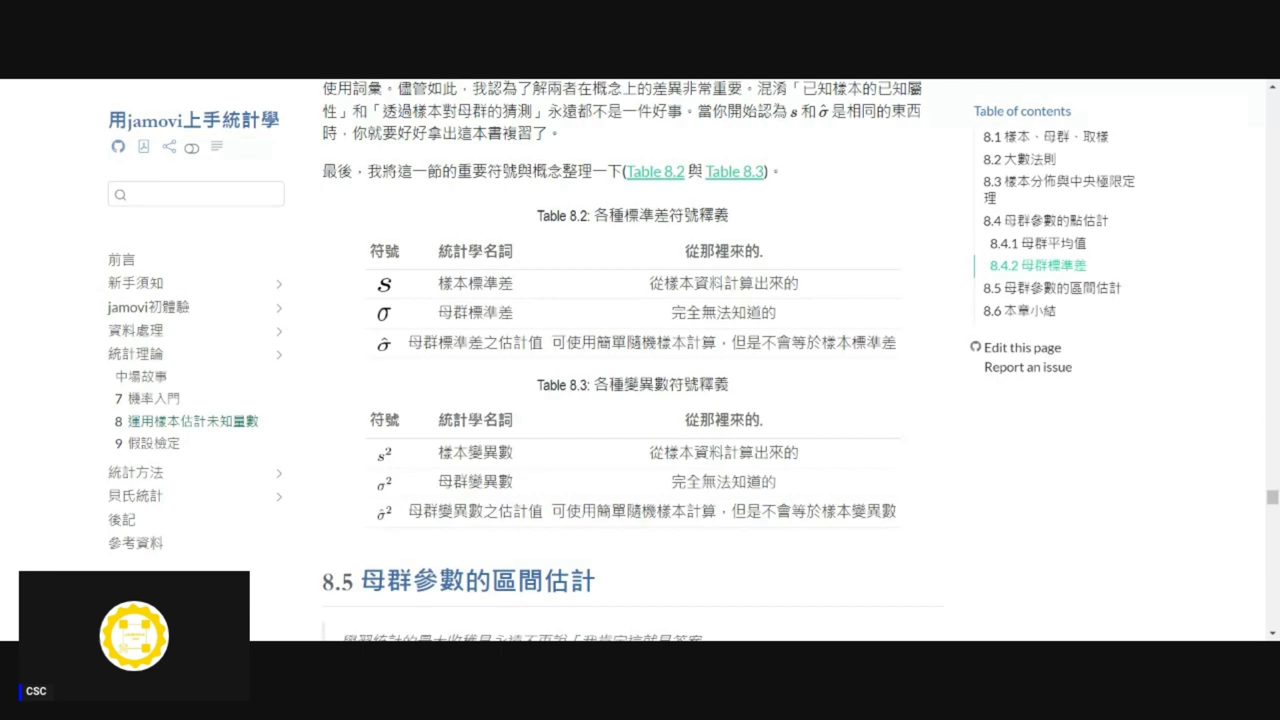 用jamovi上手統計學
前言
新手須知
jamovi初體驗
資料處理
統計理論
中場故事
7 機率入門
8 運用樣本估計未知量數
9 假設檢定
統計方法
貝氏統計
後記
參考資料
使用詞彙。儘管如此，我認為了解兩者在概念上的差異非常重要。混淆「已知樣本的已知屬
性」和「透過樣本對母群的猜測」永遠都不是一件好事。當你開始認為 s 和 σ̂ 是相同的東西
時，你就要好好拿出這本書複習了。
最後，我將這一節的重要符號與概念整理一下(Table 8.2 與 Table 8.3)。
Table 8.2: 各種標準差符號釋義
符號 統計學名詞 從那裡來的.
s 樣本標準差 從樣本資料計算出來的
σ 母群標準差 完全無法知道的
σ̂ 母群標準差之估計值 可使用簡單隨機樣本計算，但是不會等於樣本標準差
Table 8.3: 各種變異數符號釋義
符號 統計學名詞 從那裡來的.
s² 樣本變異數 從樣本資料計算出來的
σ² 母群變異數 完全無法知道的
σ̂² 母群變異數之估計值 可使用簡單隨機樣本計算，但是不會等於樣本變異數
8.5 母群參數的區間估計
學習統計的最大收穫是永遠不再說「我肯定這就是答案
Table of contents
8.1 樣本、母群、取樣
8.2 大數法則
8.3 樣本分佈與中央極限定
理
8.4 母群參數的點估計
8.4.1 母群平均值
8.4.2 母群標準差
8.5 母群參數的區間估計
8.6 本章小結
Edit this page
Report an issue
CSC